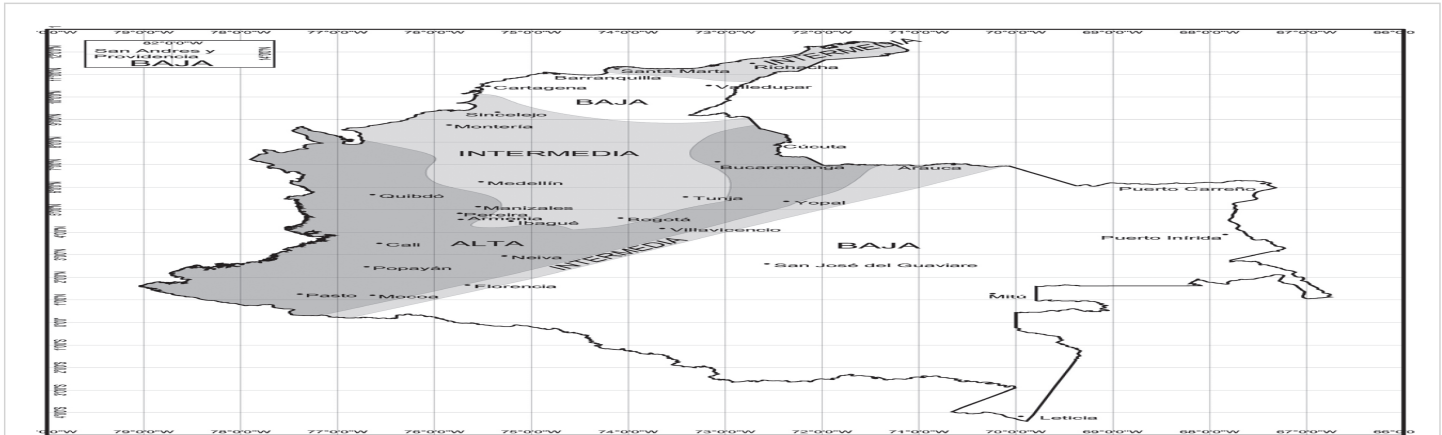 79°0'0"W 78°0'0"W 77°0'0"W 76°0'0"W 75°0'0"W 74°0'0"W 73°0'0"W 72°0'0"W 71°0'0"W 70°0'0"W 69°0'0"W 68°0'0"W 67°0'0"W
82°0'0"W
San Andres y
Providencia
BAJA
INTERMEDIA
Santa Marta
Riohacha
Barranquilla
Cartagena
Valledupar
BAJA
Sincelejo
Montería
Cúcuta
INTERMEDIA
Bucaramanga
Arauca
Medellín
Puerto Carreño
Quibdó
Tunja
Yopal
Manizales
Pereira
Armenia
Ibagué
Bogotá
Villavicencio
Puerto Inírida
ALTA
BAJA
Cali
INTERMEDIA
Neiva
San José del Guaviare
Popayán
Florencia
Pasto
Mocoa
Mitú
Leticia
79°0'0"W 78°0'0"W 77°0'0"W 76°0'0"W 75°0'0"W 74°0'0"W 73°0'0"W 72°0'0"W 71°0'0"W 70°0'0"W 69°0'0"W 68°0'0"W 67°0'0"W